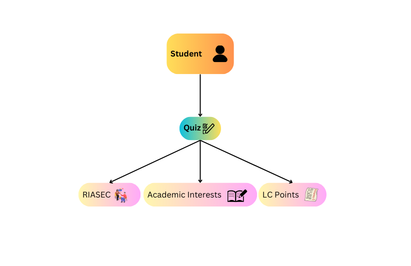 Student
Quiz
RIASEC
Academic Interests
LC Points